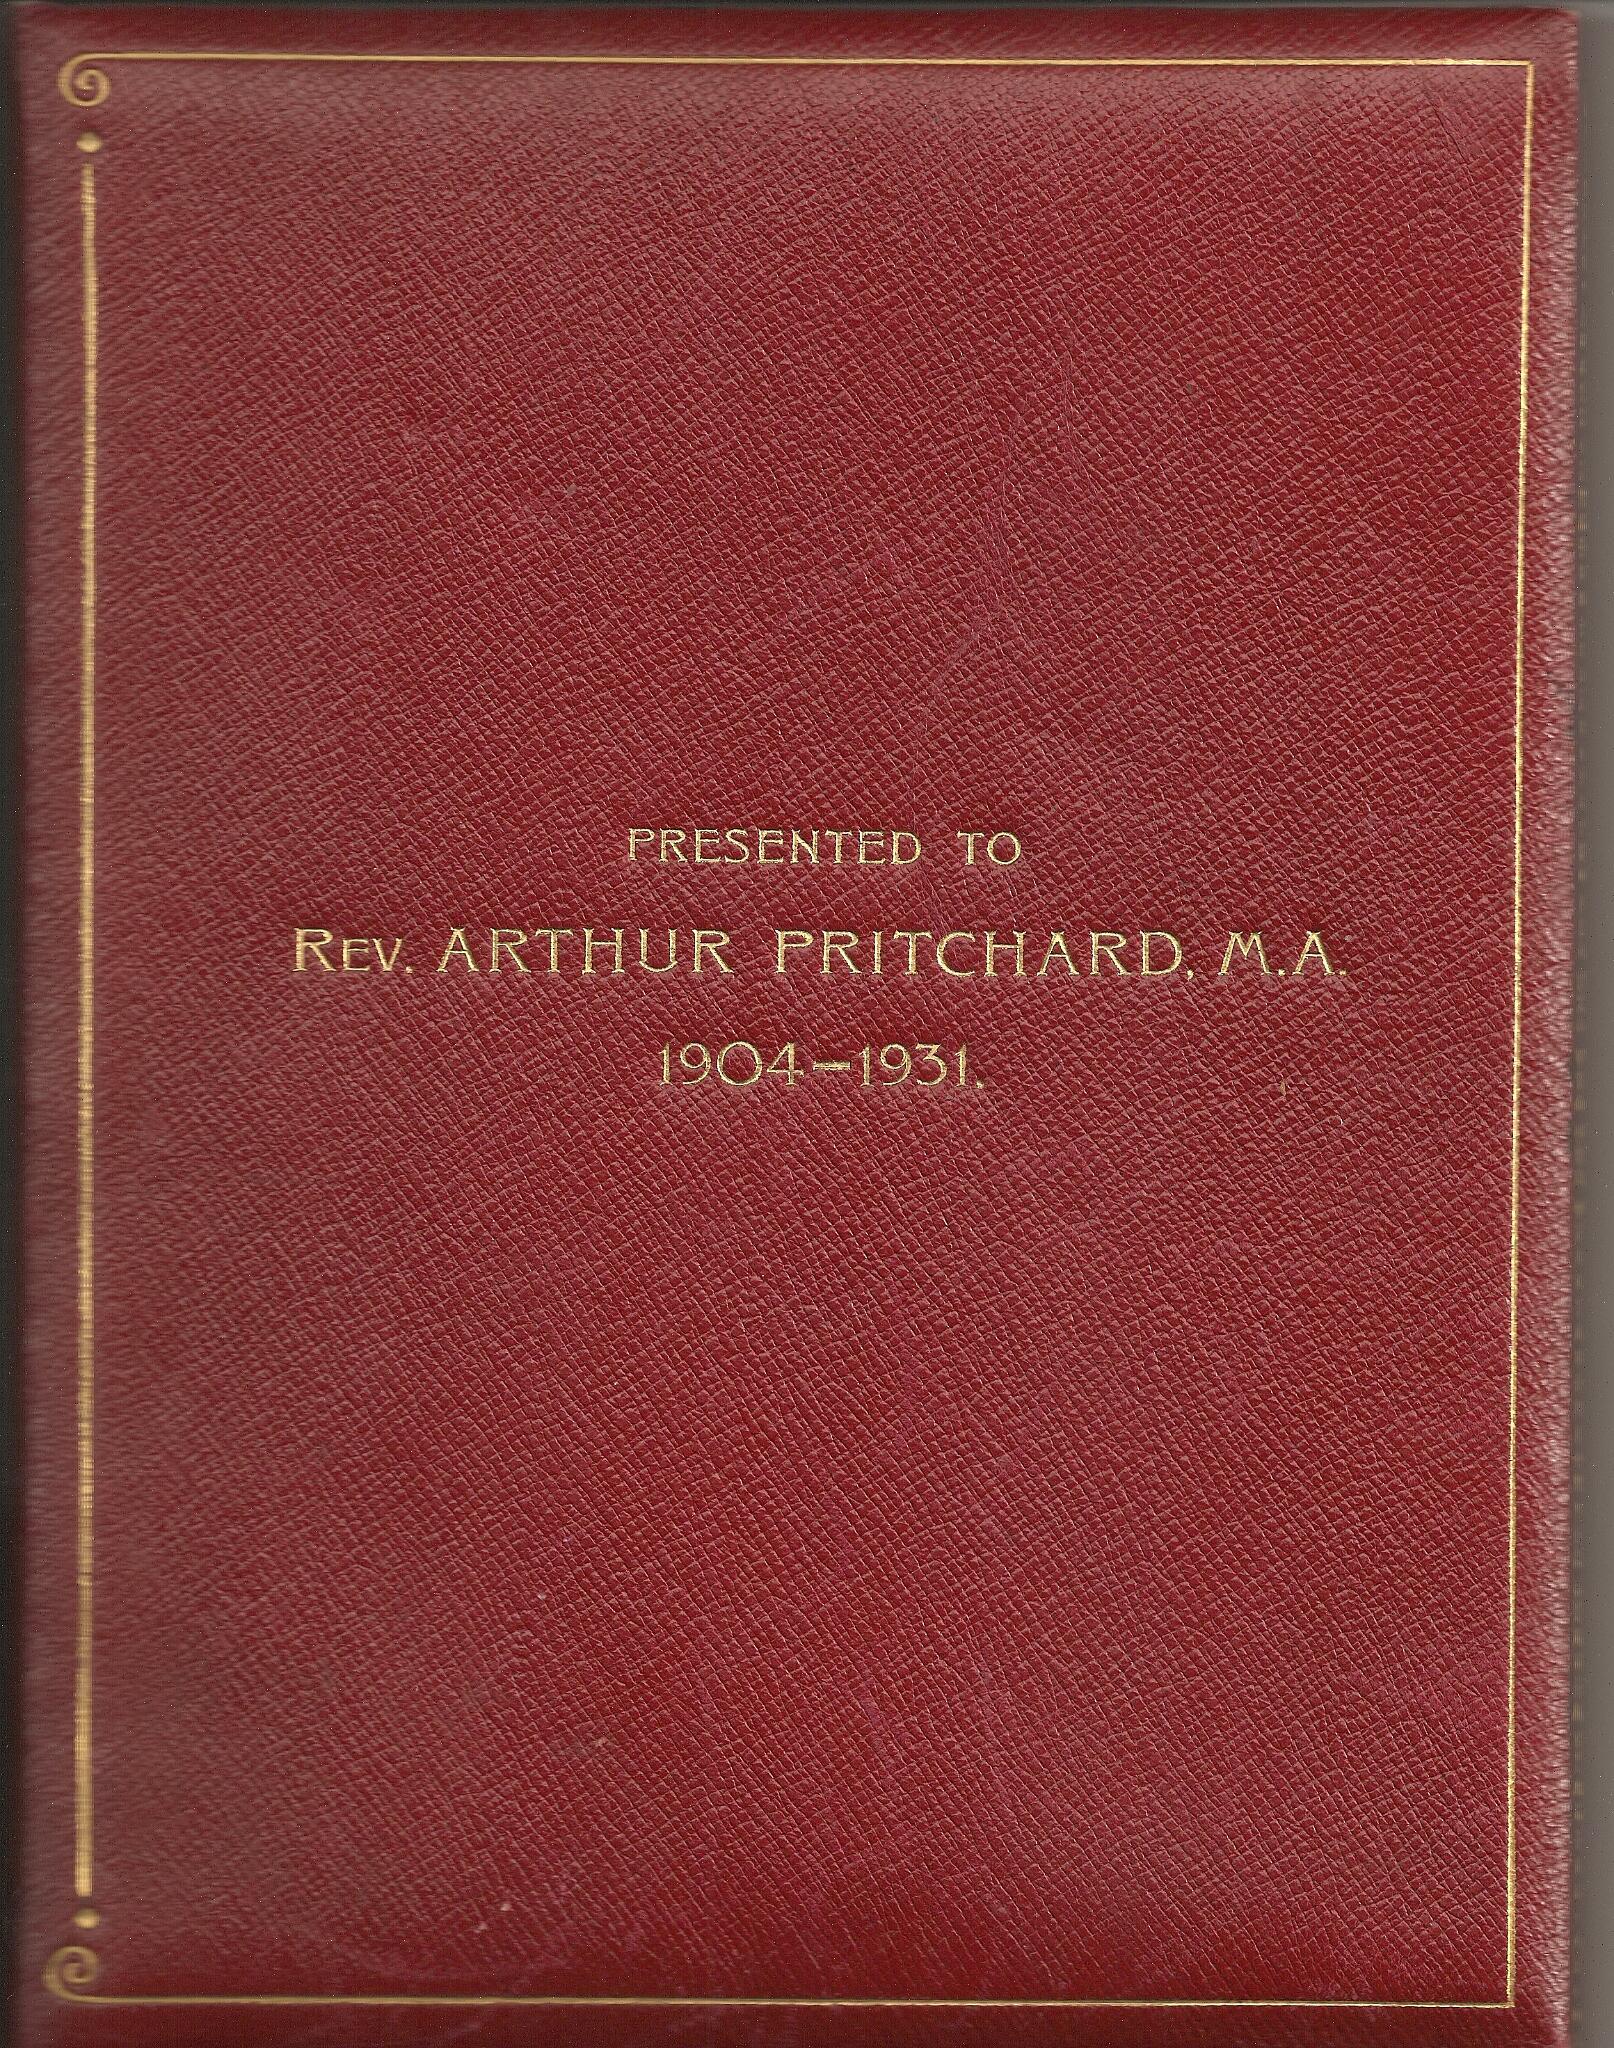 PRESENTED TO
REV. ARTHUR PRITCHARD, M.A.
1904–1931.